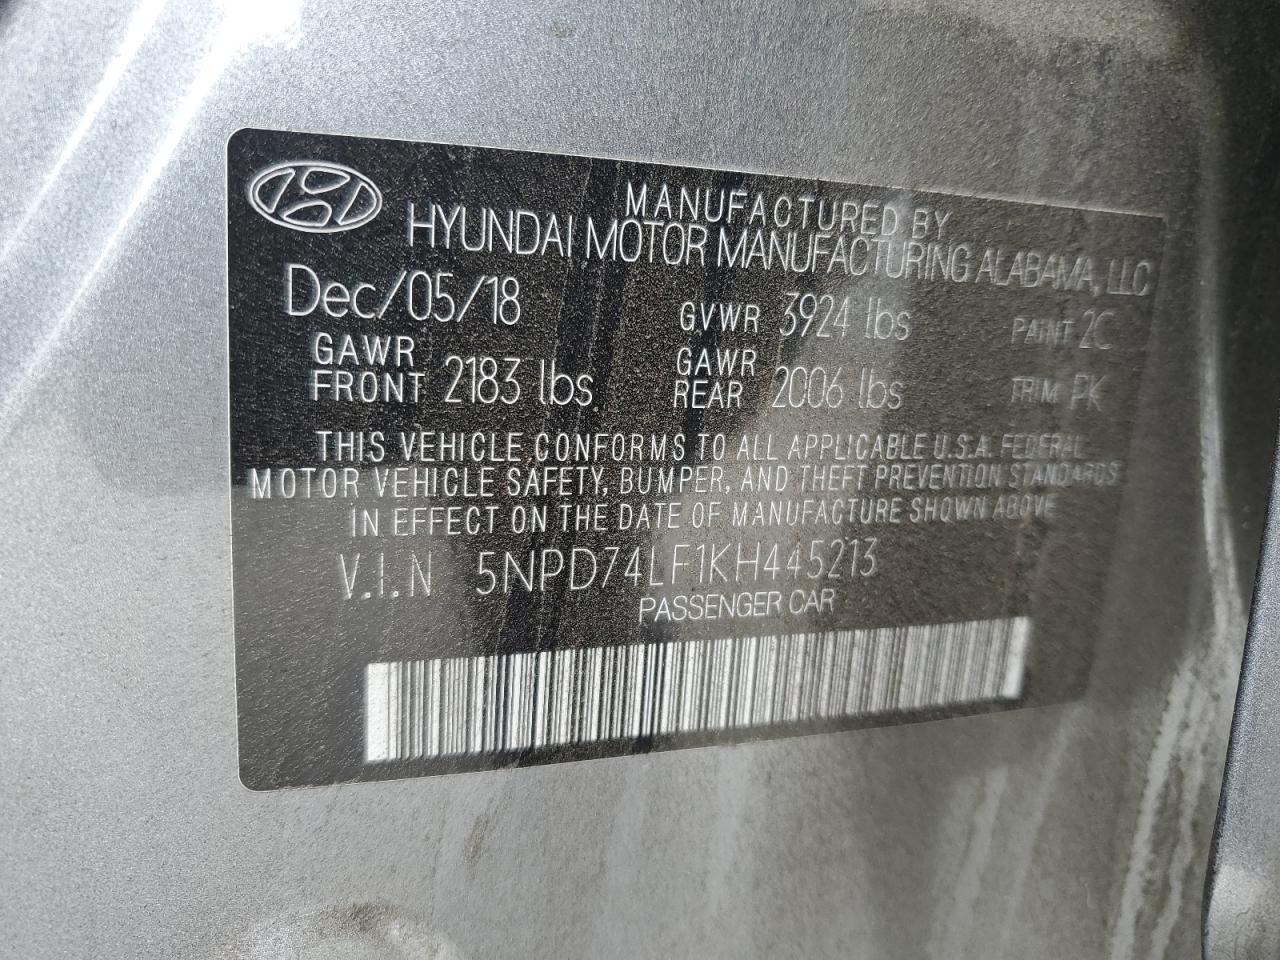 MANUFACTURED BY
HYUNDAI MOTOR MANUFACTURING ALABAMA, LLC
Dec/05/18 GVWR 3924 lbs PAINT 2C
GAWR FRONT 2183 lbs GAWR REAR 2006 lbs TRIM PK
THIS VEHICLE CONFORMS TO ALL APPLICABLE U.S.A. FEDERAL
MOTOR VEHICLE SAFETY, BUMPER, AND THEFT PREVENTION STANDARDS
IN EFFECT ON THE DATE OF MANUFACTURE SHOWN ABOVE
V.I.N 5NPD74LF1KH445213
PASSENGER CAR